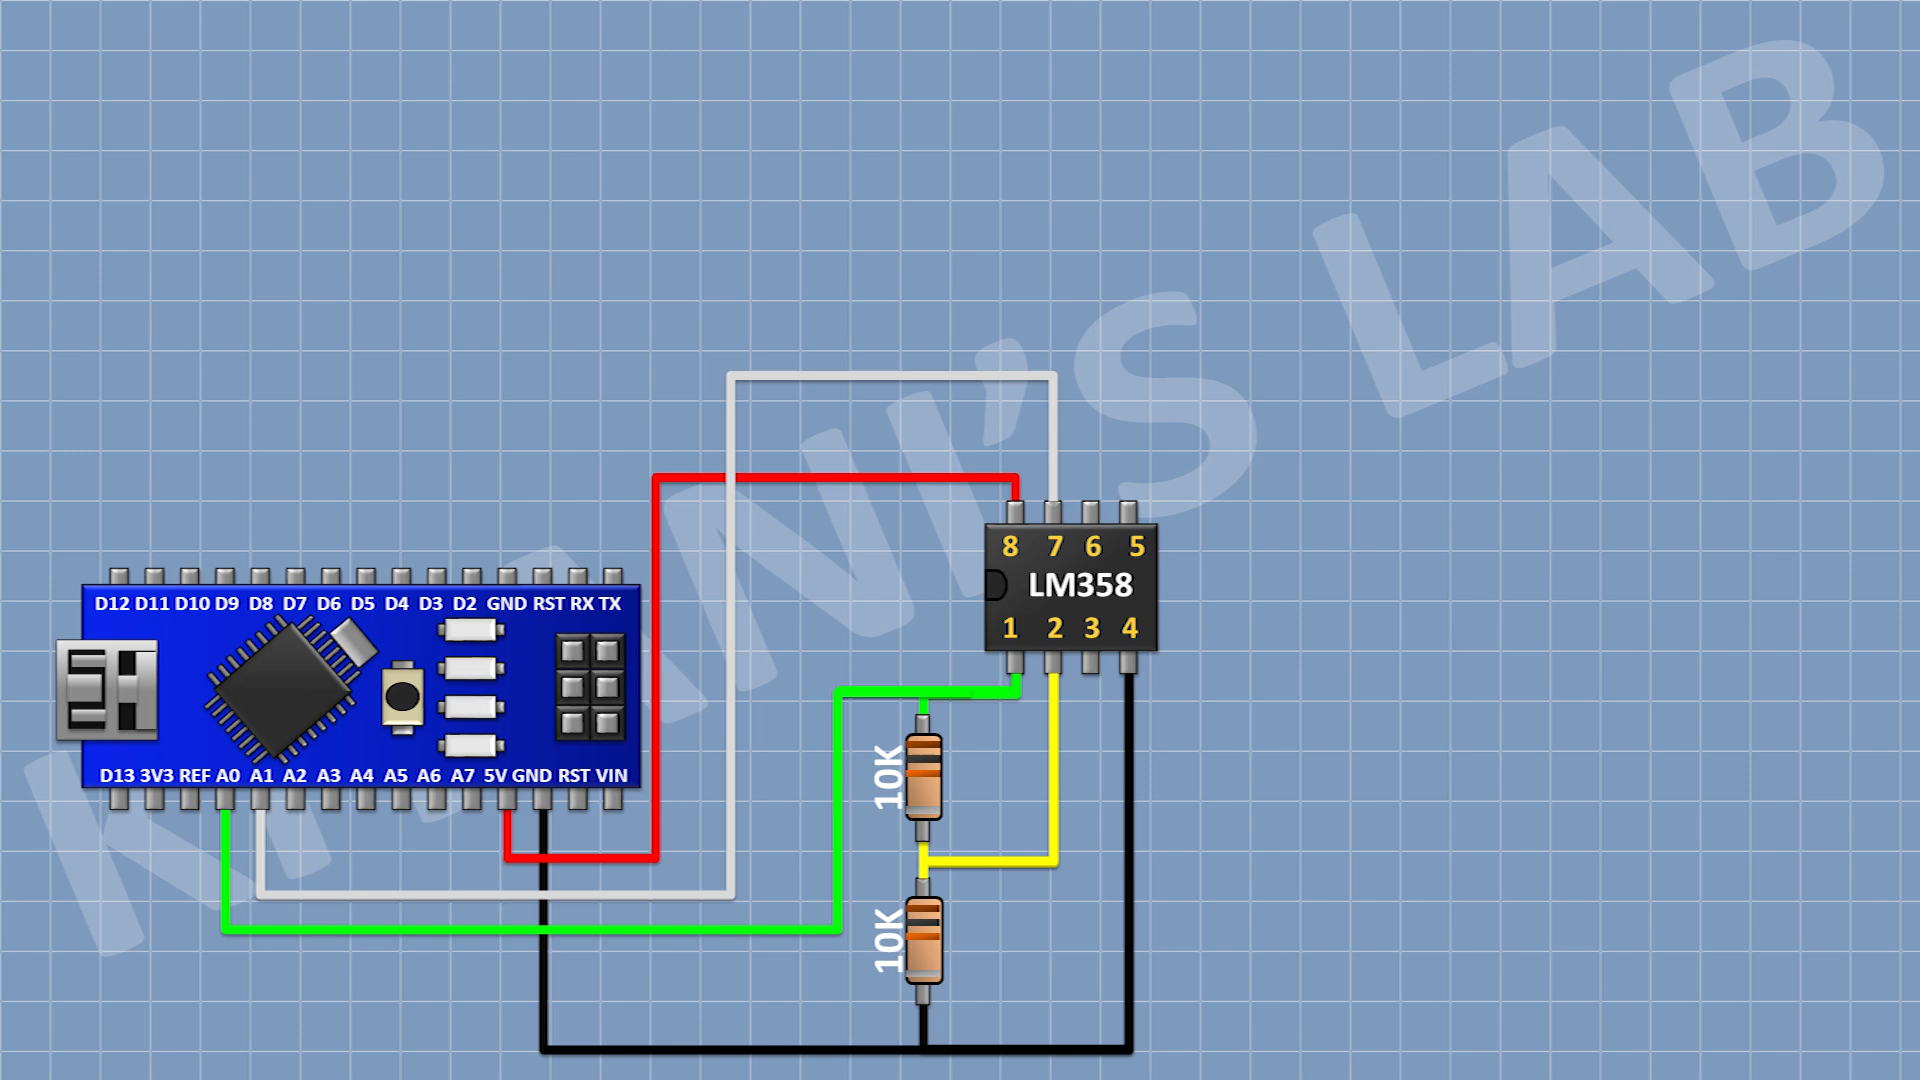 KHANI'S LAB
8 7 6 5
LM358
1 2 3 4
D12 D11 D10 D9 D8 D7 D6 D5 D4 D3 D2 GND RST RX TX
D13 3V3 REF A0 A1 A2 A3 A4 A5 A6 A7 5V GND RST VIN
10K
10K